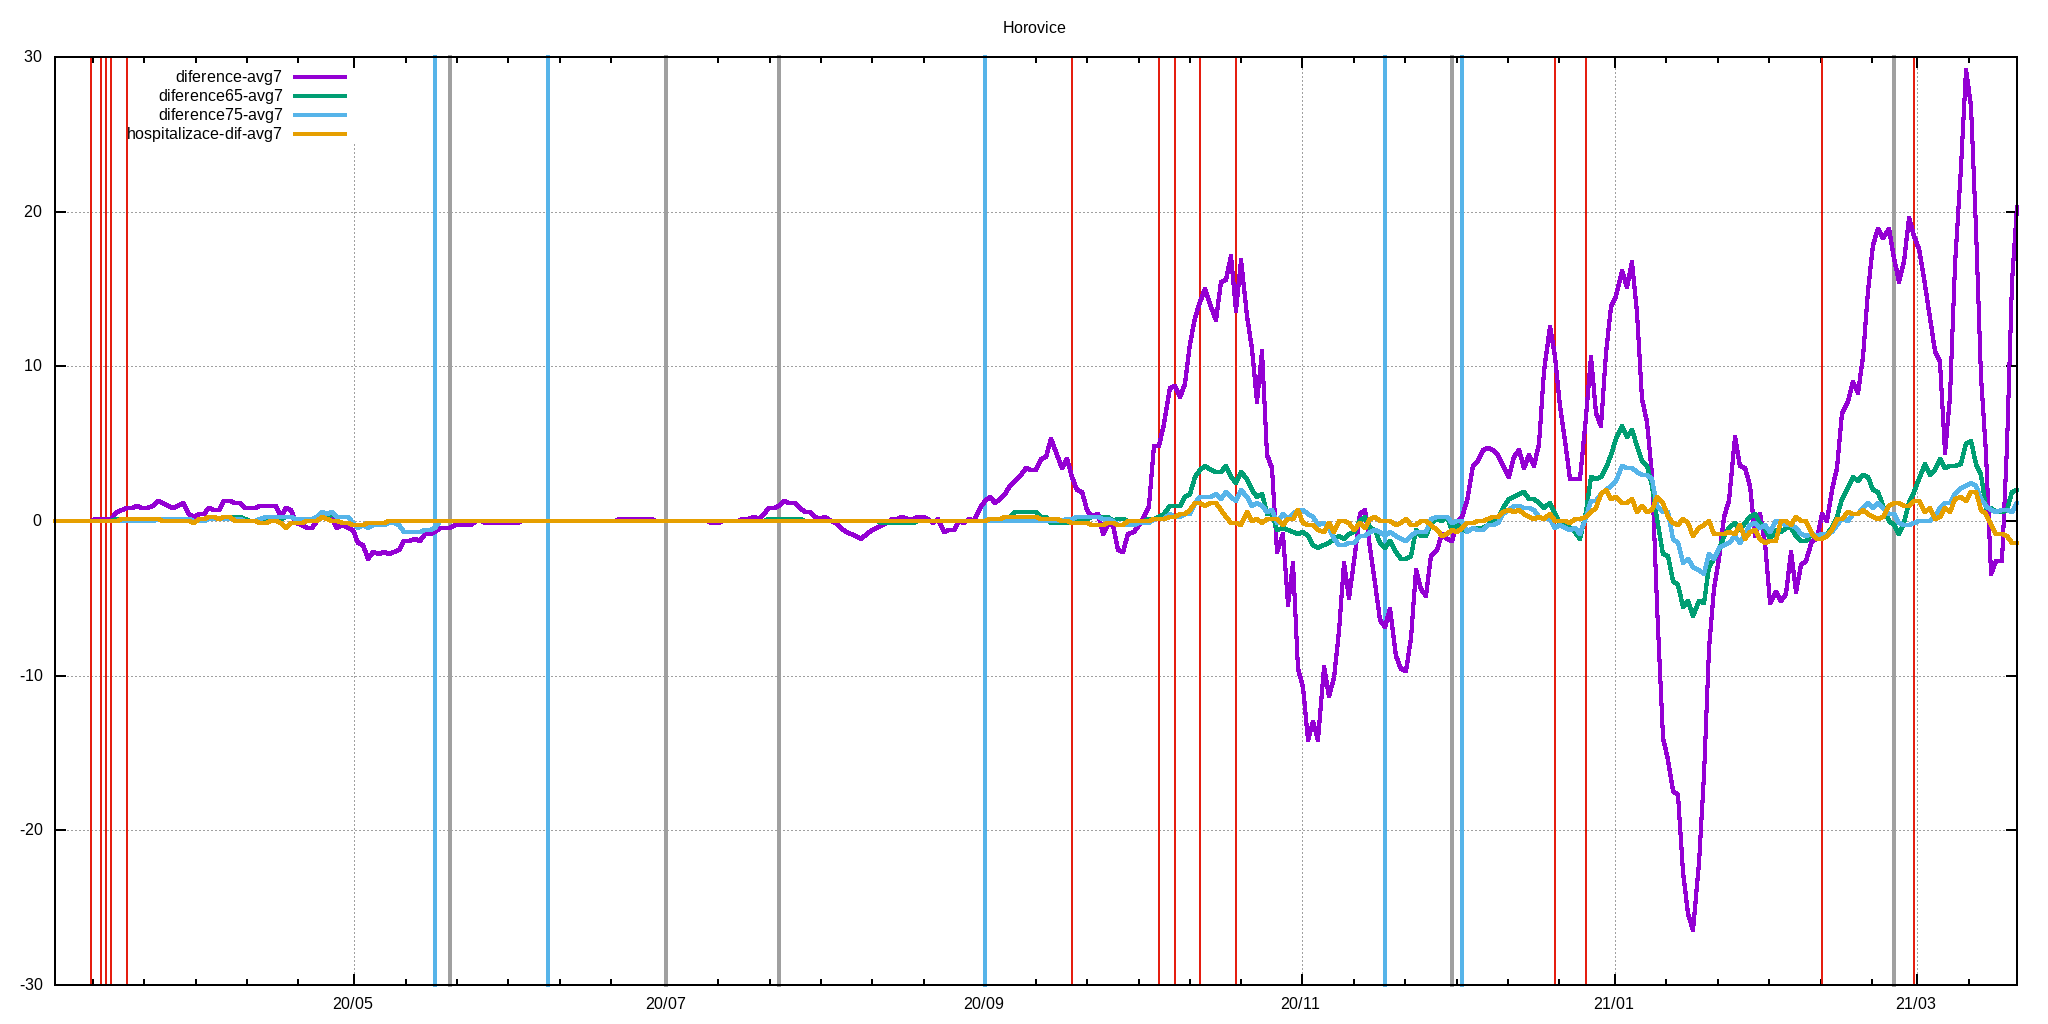 Horovice
30
diference-avg7
diference65-avg7
diference75-avg7
hospitalizace-dif-avg7
20
10
0
-10
-20
-30
20/05 20/07 20/09 20/11 21/01 21/03